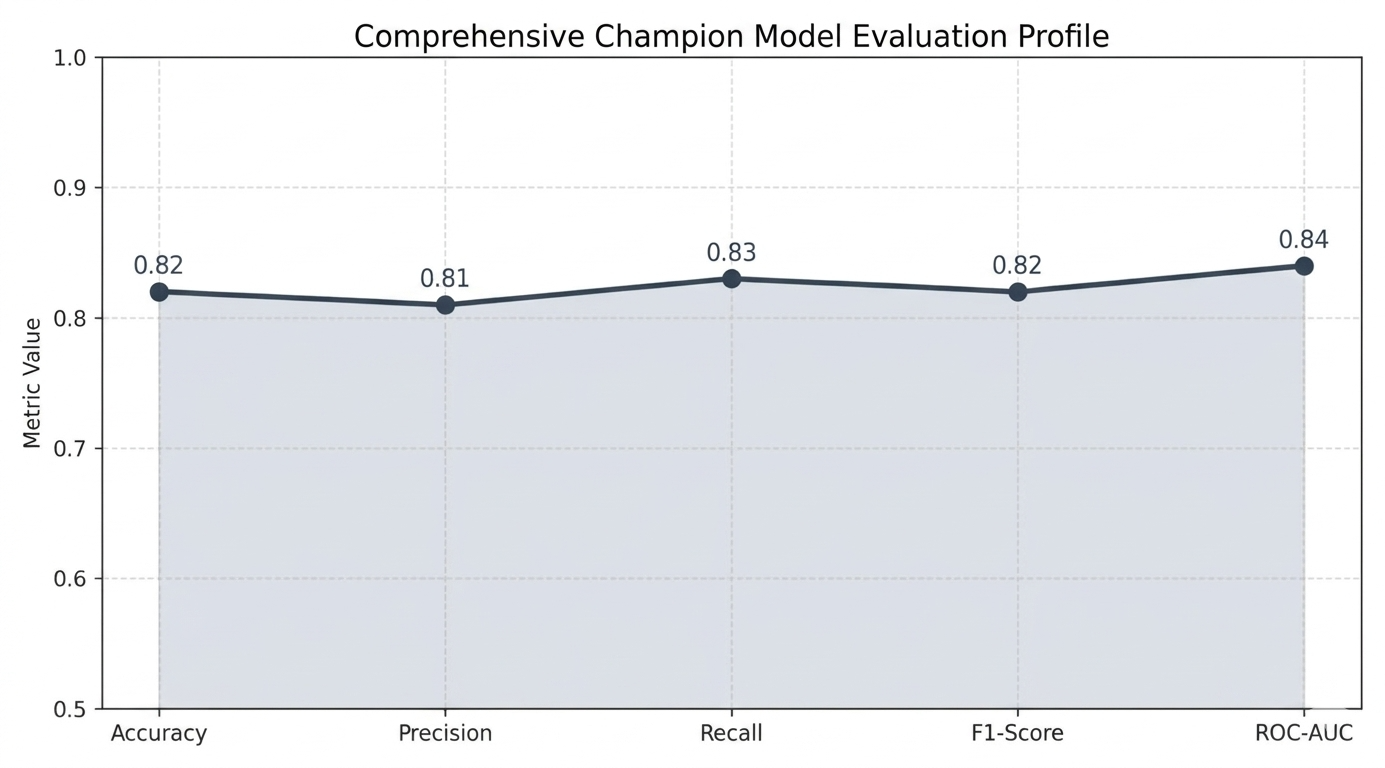 Comprehensive Champion Model Evaluation Profile
1.0
0.9
0.8
0.7
0.6
0.5
Metric Value
0.82
0.81
0.83
0.82
0.84
Accuracy
Precision
Recall
F1-Score
ROC-AUC